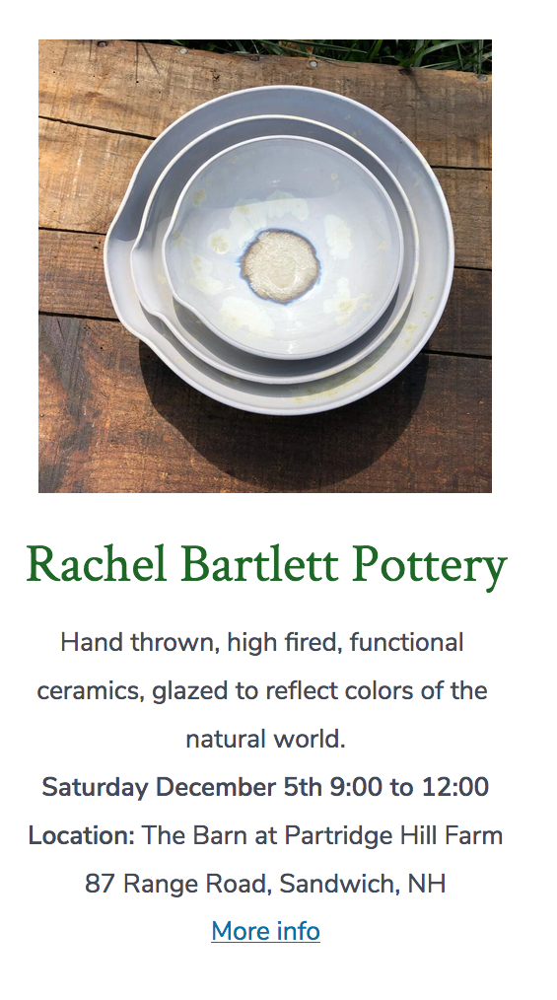 Rachel Bartlett Pottery
Hand thrown, high fired, functional
ceramics, glazed to reflect colors of the
natural world.
Saturday December 5th 9:00 to 12:00
Location: The Barn at Partridge Hill Farm
87 Range Road, Sandwich, NH
More info